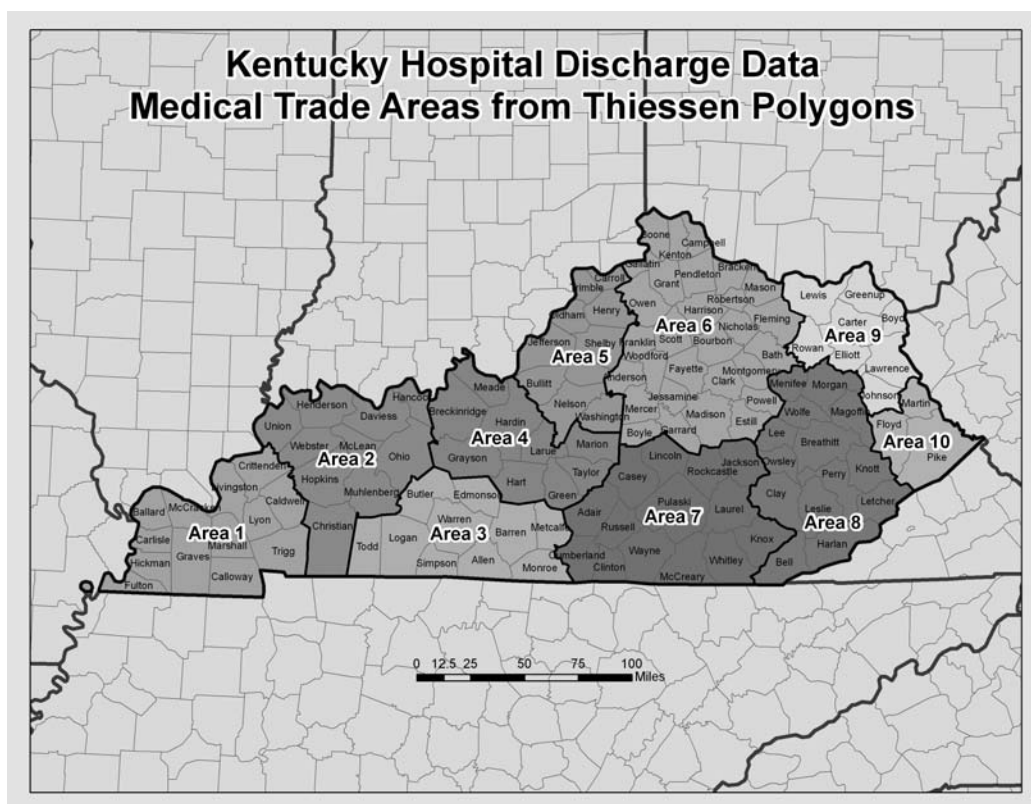 Kentucky Hospital Discharge Data
Medical Trade Areas from Thiessen Polygons
Boone
Campbell
Kenton
Gallatin
Pendleton
Bracken
Grant
Mason
Carroll
Trimble
Owen
Robertson
Harrison
Lewis
Greenup
Henry
Fleming
Oldham
Area 6
Nicholas
Carter
Boyd
Area 9
Jefferson
Shelby
Franklin
Scott
Bourbon
Rowan
Area 5
Woodford
Bath
Elliott
Fayette
Montgomery
Lawrence
Anderson
Clark
Bullitt
Menifee
Morgan
Meade
Hancock
Jessamine
Powell
Johnson
Martin
Henderson
Breckinridge
Nelson
Mercer
Madison
Wolfe
Magoffin
Daviess
Washington
Estill
Floyd
Union
Hardin
Boyle
Garrard
Lee
Area 4
Marion
Breathitt
Area 10
Webster
McLean
Larue
Lincoln
Area 2
Ohio
Grayson
Jackson
Owsley
Pike
Crittenden
Taylor
Rockcastle
Knott
Hopkins
Hart
Casey
Perry
Livingston
Muhlenberg
Butler
Edmonson
Green
Clay
Letcher
Caldwell
Pulaski
Ballard
McCracken
Adair
Laurel
Leslie
Lyon
Christian
Warren
Metcalfe
Area 7
Area 8
Area 1
Area 3
Barren
Russell
Carlisle
Marshall
Logan
Knox
Harlan
Graves
Trigg
Todd
Wayne
Hickman
Simpson
Allen
Cumberland
Whitley
Bell
Calloway
Monroe
Clinton
McCreary
Fulton
0 12.5 25 50 75 100
Miles